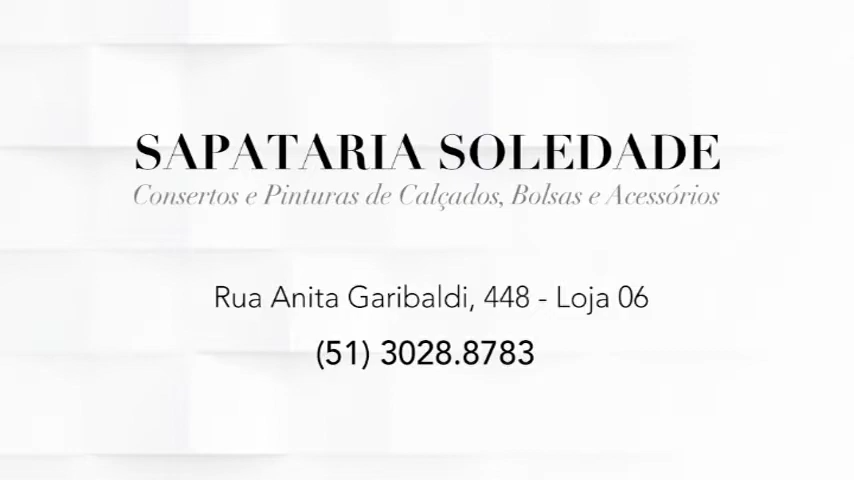 SAPATARIA SOLEDADE
Consertos e Pinturas de Calçados, Bolsas e Acessórios
Rua Anita Garibaldi, 448 - Loja 06
(51) 3028.8783